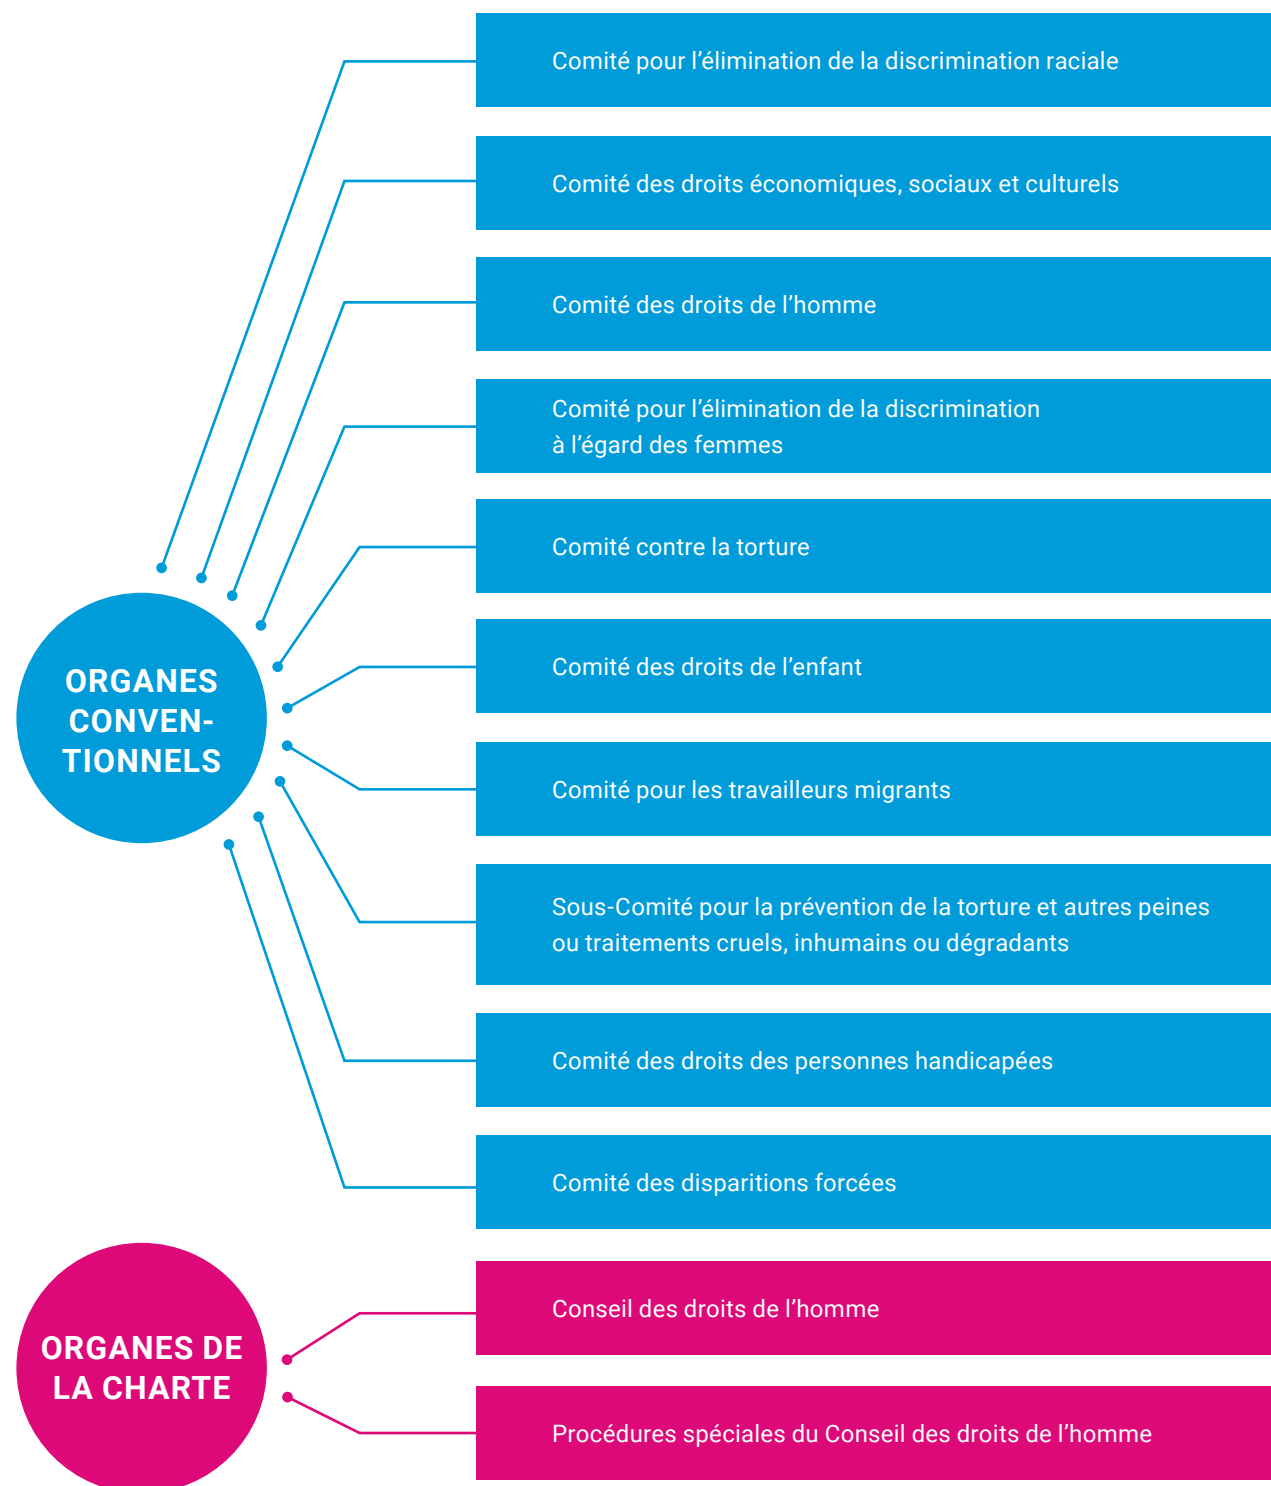 Comité pour l’élimination de la discrimination raciale
Comité des droits économiques, sociaux et culturels
Comité des droits de l’homme
Comité pour l’élimination de la discrimination
à l’égard des femmes
Comité contre la torture
Comité des droits de l’enfant
ORGANES
CONVEN-
TIONNELS
Comité pour les travailleurs migrants
Sous-Comité pour la prévention de la torture et autres peines
ou traitements cruels, inhumains ou dégradants
Comité des droits des personnes handicapées
Comité des disparitions forcées
ORGANES DE
LA CHARTE
Conseil des droits de l’homme
Procédures spéciales du Conseil des droits de l’homme